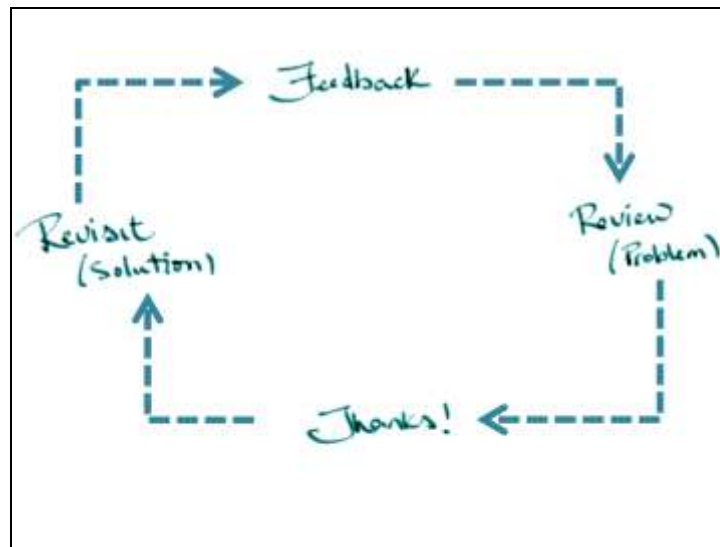 Feedback
Review
(Problem)
Thanks!
Revisit
(Solution)